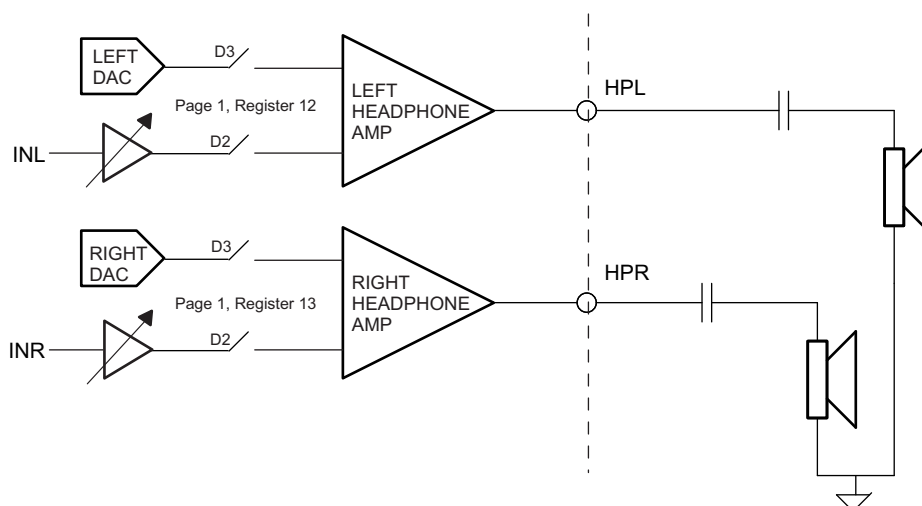 LEFT
DAC
D3
Page 1, Register 12
D2
INL
LEFT
HEADPHONE
AMP
HPL
RIGHT
DAC
D3
Page 1, Register 13
D2
INR
RIGHT
HEADPHONE
AMP
HPR